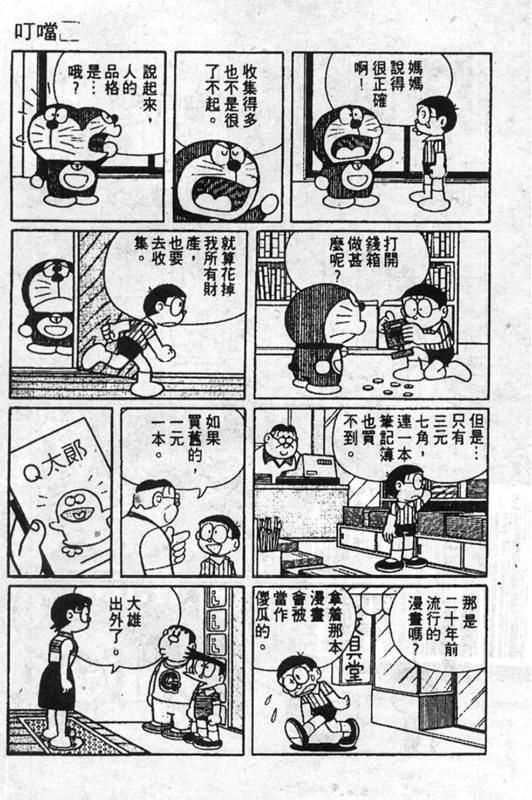 叮噹
媽媽
說得
很正確
啊！
收集得多
也不是很
了不起。
說起來，
人的
品格
是…
哦？
打開
錢箱
做甚
麼呢？
就算花掉
我所有財
產，
也要
去收
集。
但是…
只有
三元
七角，
連一本
筆記簿
也買
不到。
如果
買舊的，
一元
一本。
Q太郎
那是
二十年前
流行的
漫畫嗎？
具堂
拿着那本
漫畫
會被
當作
傻瓜的。
大雄
出外了。